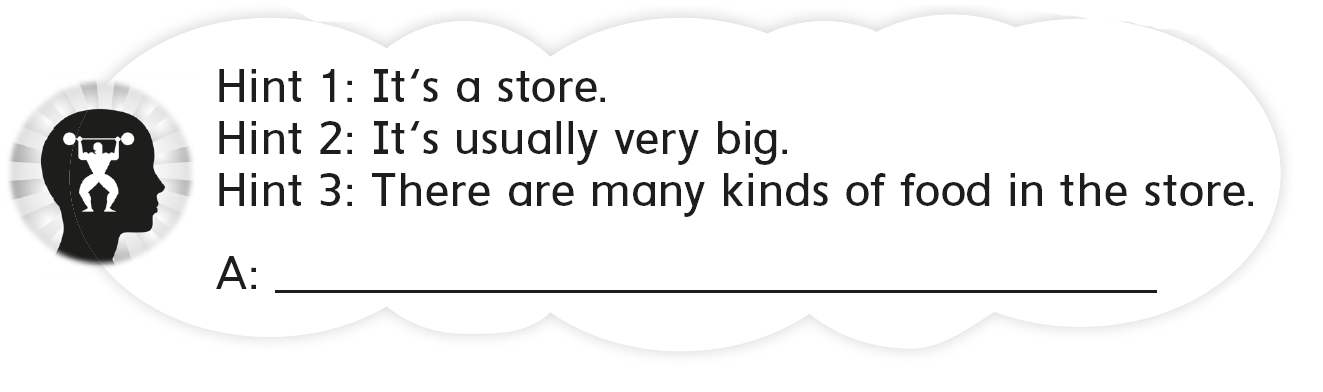 Hint 1: It‘s a store.
Hint 2: It‘s usually very big.
Hint 3: There are many kinds of food in the store.
A: